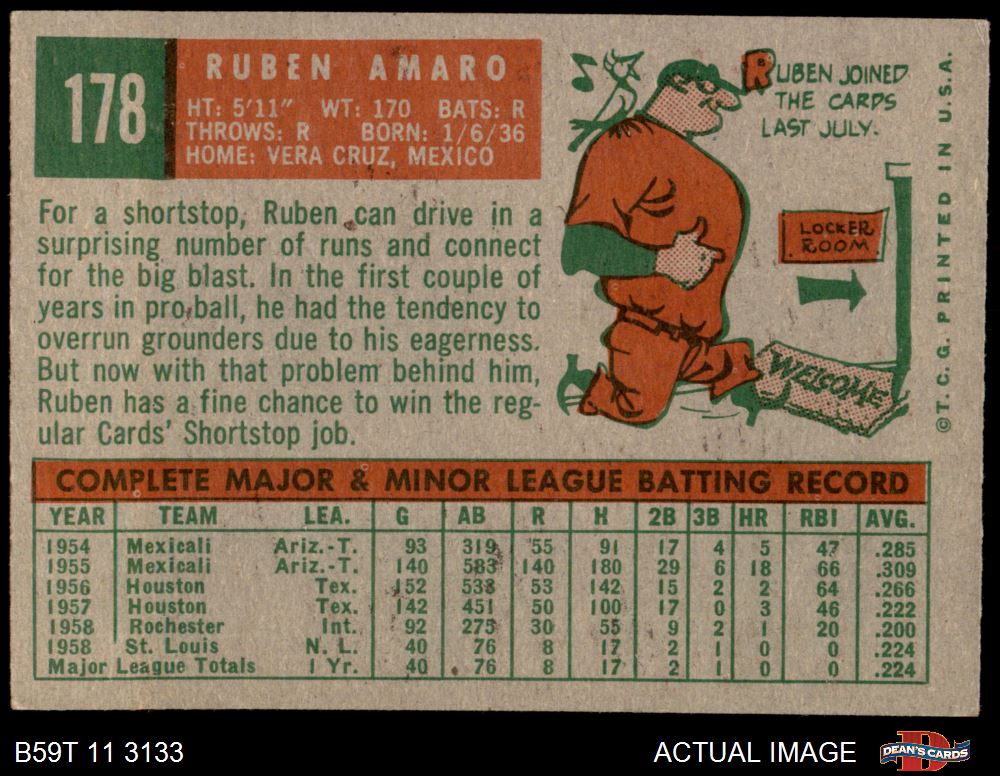 178
RUBEN AMARO
HT: 5'11" WT: 170 BATS: R
THROWS: R BORN: 1/6/36
HOME: VERA CRUZ, MEXICO
For a shortstop, Ruben can drive in a
surprising number of runs and connect
for the big blast. In the first couple of
years in pro ball, he had the tendency to
overrun grounders due to his eagerness.
But now with that problem behind him,
Ruben has a fine chance to win the reg-
ular Cards' Shortstop job.
RUBEN JOINED
THE CARDS
LAST JULY.
LOCKER
ROOM
WELCOME
©T. C. G. PRINTED IN U.S.A.
COMPLETE MAJOR & MINOR LEAGUE BATTING RECORD
YEAR TEAM LEA. G AB R H 2B 3B HR RBI AVG.
1954 Mexicali Ariz.-T. 93 319 55 91 17 4 5 47 .285
1955 Mexicali Ariz.-T. 140 583 140 180 29 6 18 66 .309
1956 Houston Tex. 152 533 53 142 15 2 2 64 .266
1957 Houston Tex. 142 451 50 100 17 0 3 46 .222
1958 Rochester Int. 92 275 30 55 9 2 1 20 .200
1958 St. Louis N. L. 40 76 8 17 2 1 0 0 .224
Major League Totals 1 Yr. 40 76 8 17 2 1 0 0 .224
B59T 11 3133
ACTUAL IMAGE
D
DEAN'S CARDS